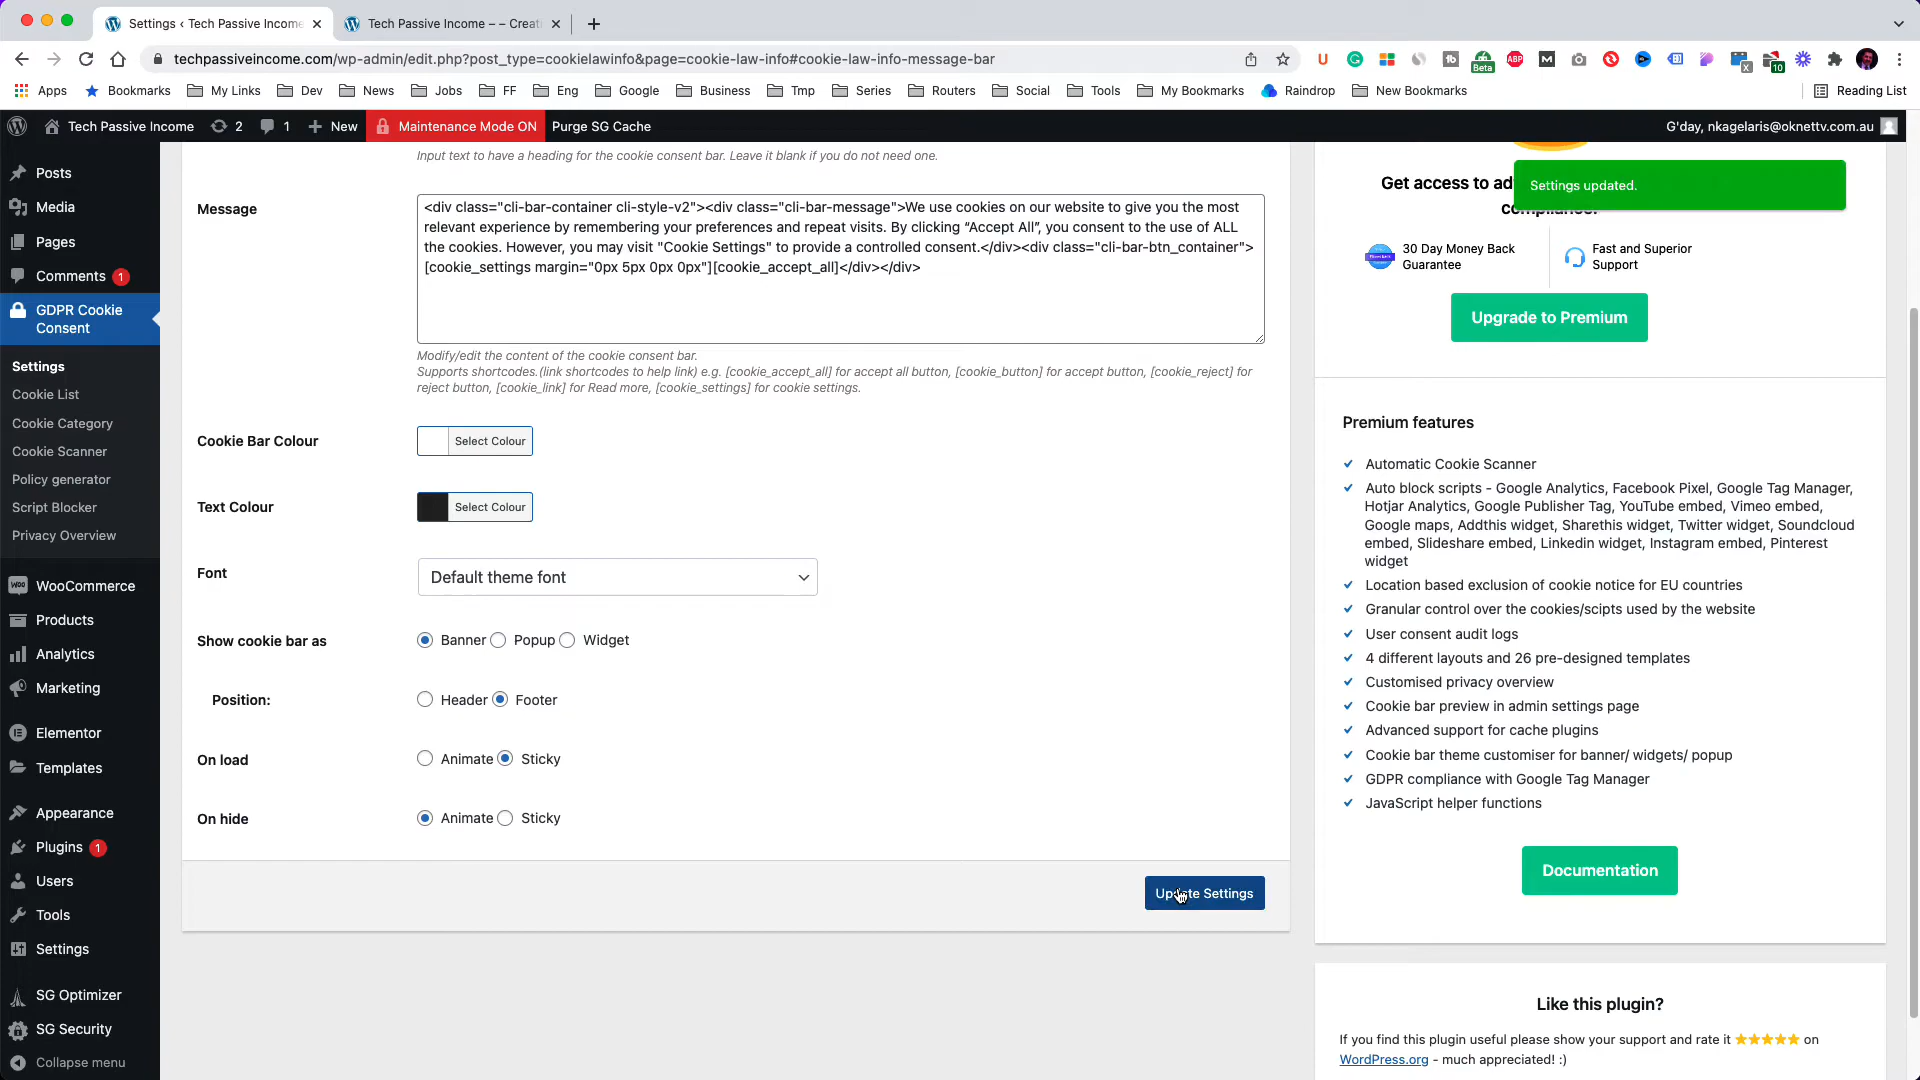 Settings ‹ Tech Passive Income
Tech Passive Income – – Creat
techpassiveincome.com/wp-admin/edit.php?post_type=cookielawinfo&page=cookie-law-info#cookie-law-info-message-bar
Beta
ABP
10
Apps
Bookmarks
My Links
Dev
News
Jobs
FF
Eng
Google
Business
Tmp
Series
Routers
Social
Tools
My Bookmarks
Raindrop
New Bookmarks
Reading List
Tech Passive Income
2
1
New
Maintenance Mode ON
Purge SG Cache
G'day, nkagelaris@oknettv.com.au
Posts
Media
Pages
Comments 1
GDPR Cookie
Consent
Settings
Cookie List
Cookie Category
Cookie Scanner
Policy generator
Script Blocker
Privacy Overview
WooCommerce
Products
Analytics
Marketing
Elementor
Templates
Appearance
Plugins 1
Users
Tools
Settings
SG Optimizer
SG Security
Collapse menu
Input text to have a heading for the cookie consent bar. Leave it blank if you do not need one.
Message
<div class="cli-bar-container cli-style-v2"><div class="cli-bar-message">We use cookies on our website to give you the most
relevant experience by remembering your preferences and repeat visits. By clicking “Accept All”, you consent to the use of ALL
the cookies. However, you may visit "Cookie Settings" to provide a controlled consent.</div><div class="cli-bar-btn_container">
[cookie_settings margin="0px 5px 0px 0px"][cookie_accept_all]</div></div>
Modify/edit the content of the cookie consent bar.
Supports shortcodes.(link shortcodes to help link) e.g. [cookie_accept_all] for accept all button, [cookie_button] for accept button, [cookie_reject] for
reject button, [cookie_link] for Read more, [cookie_settings] for cookie settings.
Cookie Bar Colour
Select Colour
Text Colour
Select Colour
Font
Default theme font
Show cookie bar as
Banner Popup Widget
Position:
Header Footer
On load
Animate Sticky
On hide
Animate Sticky
Update Settings
Get access to ad
compliance!
Settings updated.
30 Day Money Back
Guarantee
Fast and Superior
Support
Upgrade to Premium
Premium features
Automatic Cookie Scanner
Auto block scripts - Google Analytics, Facebook Pixel, Google Tag Manager,
Hotjar Analytics, Google Publisher Tag, YouTube embed, Vimeo embed,
Google maps, Addthis widget, Sharethis widget, Twitter widget, Soundcloud
embed, Slideshare embed, Linkedin widget, Instagram embed, Pinterest
widget
Location based exclusion of cookie notice for EU countries
Granular control over the cookies/scipts used by the website
User consent audit logs
4 different layouts and 26 pre-designed templates
Customised privacy overview
Cookie bar preview in admin settings page
Advanced support for cache plugins
Cookie bar theme customiser for banner/ widgets/ popup
GDPR compliance with Google Tag Manager
JavaScript helper functions
Documentation
Like this plugin?
If you find this plugin useful please show your support and rate it ★★★★★ on
WordPress.org - much appreciated! :)